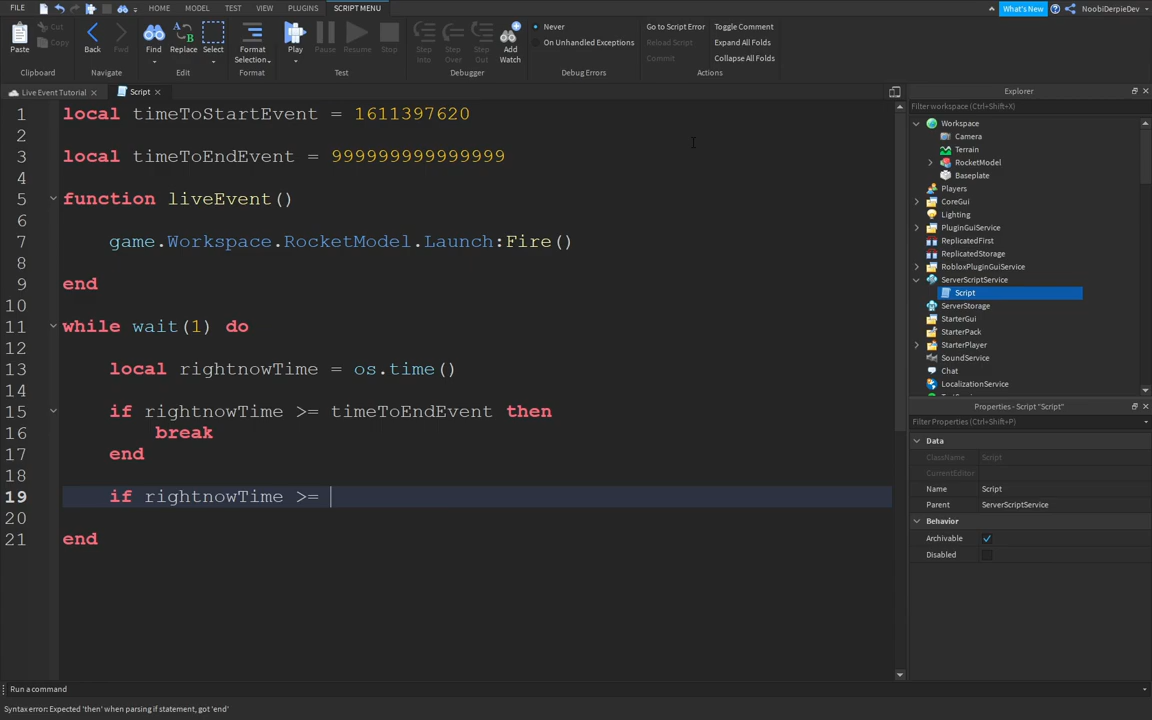 FILE HOME MODEL TEST VIEW PLUGINS SCRIPT MENU What's New NoobiDerpieDev
Paste Cut Copy Back Fwd Find Replace Select Format Selection Play Pause Resume Stop Step Into Step Over Step Out Add Watch Never On Unhandled Exceptions Go to Script Error Reload Script Commit Toggle Comment Expand All Folds Collapse All Folds
Clipboard Navigate Edit Format Test Debugger Debug Errors Actions
Live Event Tutorial Script
1 local timeToStartEvent = 1611397620
2
3 local timeToEndEvent = 9999999999999999
4
5 function liveEvent()
6
7 game.Workspace.RocketModel.Launch:Fire()
8
9 end
10
11 while wait(1) do
12
13 local rightnowTime = os.time()
14
15 if rightnowTime >= timeToEndEvent then
16 break
17 end
18
19 if rightnowTime >=
20
21 end
Explorer
Filter workspace (Ctrl+Shift+X)
Workspace
Camera
Terrain
RocketModel
Baseplate
Players
CoreGui
Lighting
PluginGuiService
ReplicatedFirst
ReplicatedStorage
RobloxPluginGuiService
ServerScriptService
Script
ServerStorage
StarterGui
StarterPack
StarterPlayer
SoundService
Chat
LocalizationService
Properties - Script "Script"
Filter Properties (Ctrl+Shift+P)
Data
ClassName Script
CurrentEditor
Name Script
Parent ServerScriptService
Behavior
Archivable
Disabled
Run a command
Syntax error: Expected 'then' when parsing if statement, got 'end'